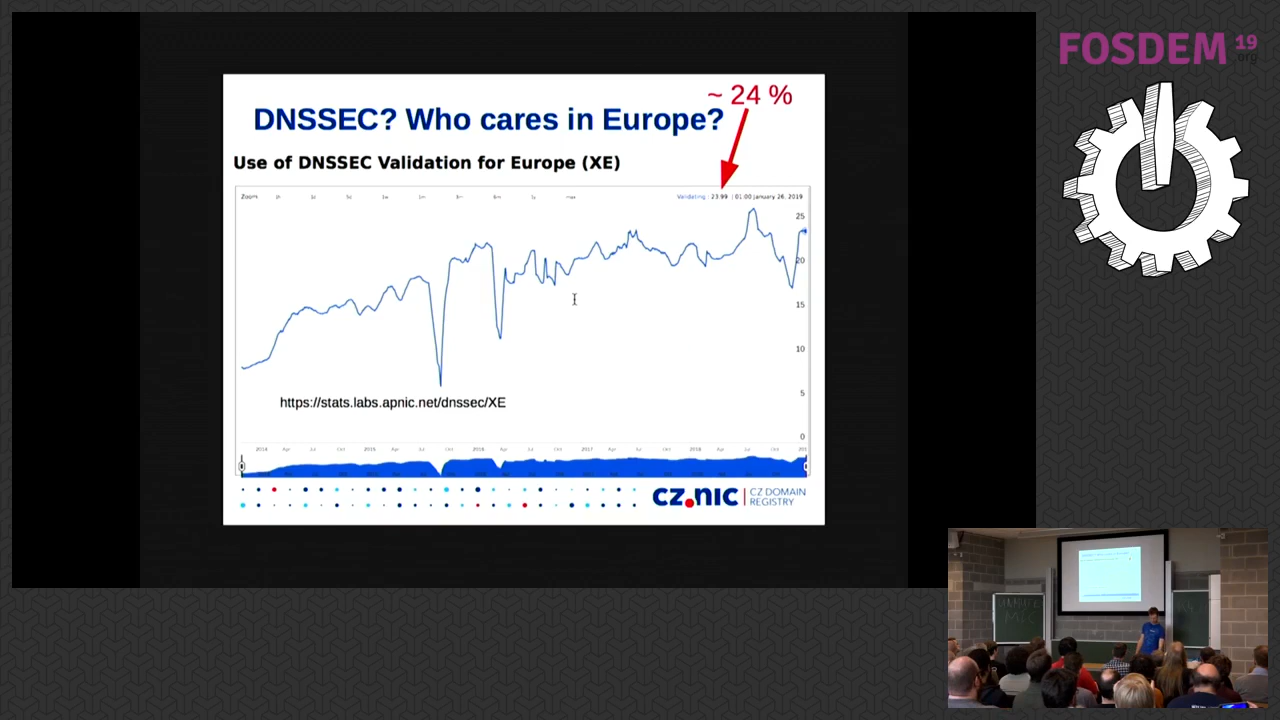 FOSDEM 19
.org
~ 24 %
DNSSEC? Who cares in Europe?
Use of DNSSEC Validation for Europe (XE)
Zoom 1h 1d 5d 1w 1m 3m 6m 1y max
Validating : 23.99 | 01:00 January 26, 2019
25
20
15
10
5
0
https://stats.labs.apnic.net/dnssec/XE
2014 Apr Jul Oct 2015 Apr Jul Oct 2016 Apr Jul Oct 2017 Apr Jul Oct 2018 Apr Jul Oct
cz.nic | CZ DOMAIN
REGISTRY